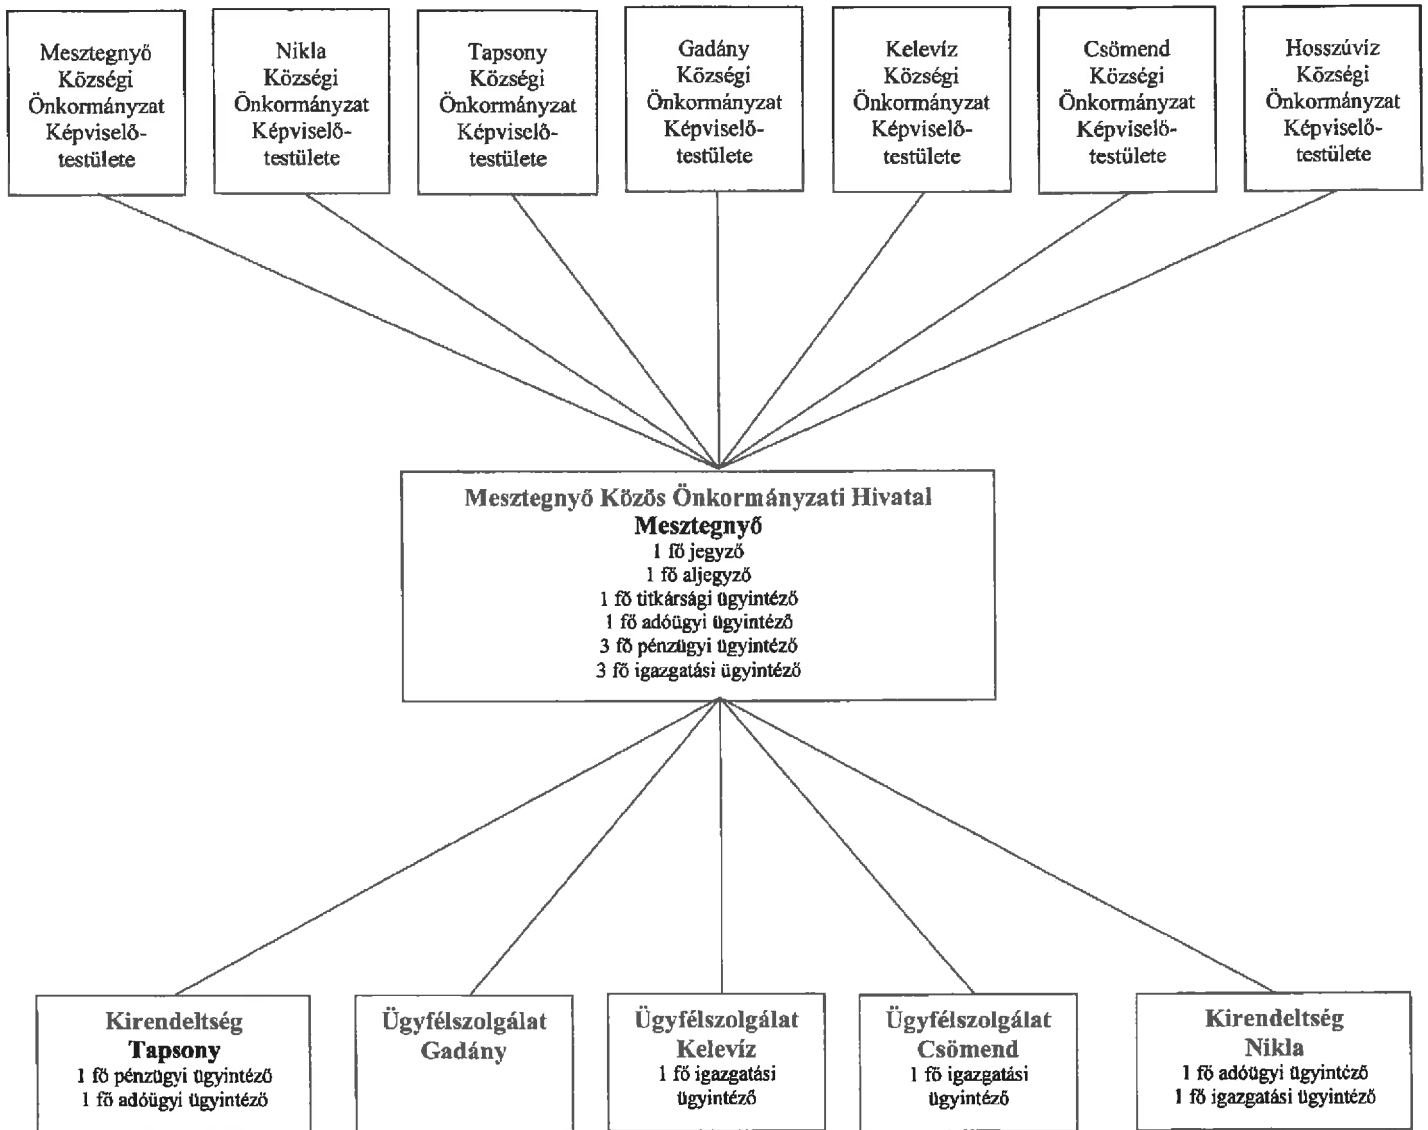 Mesztegnyő
Községi
Önkormányzat
Képviselő-
testülete
Nikla
Községi
Önkormányzat
Képviselő-
testülete
Tapsony
Községi
Önkormányzat
Képviselő-
testülete
Gadány
Községi
Önkormányzat
Képviselő-
testülete
Kelevíz
Községi
Önkormányzat
Képviselő-
testülete
Csömend
Községi
Önkormányzat
Képviselő-
testülete
Hosszúvíz
Községi
Önkormányzat
Képviselő-
testülete
Mesztegnyő Közös Önkormányzati Hivatal
Mesztegnyő
1 fő jegyző
1 fő aljegyző
1 fő titkársági ügyintéző
1 fő adóügyi ügyintéző
3 fő pénzügyi ügyintéző
3 fő igazgatási ügyintéző
Kirendeltség
Tapsony
1 fő pénzügyi ügyintéző
1 fő adóügyi ügyintéző
Ügyfélszolgálat
Gadány
Ügyfélszolgálat
Kelevíz
1 fő igazgatási
ügyintéző
Ügyfélszolgálat
Csömend
1 fő igazgatási
ügyintéző
Kirendeltség
Nikla
1 fő adóügyi ügyintéző
1 fő igazgatási ügyintéző